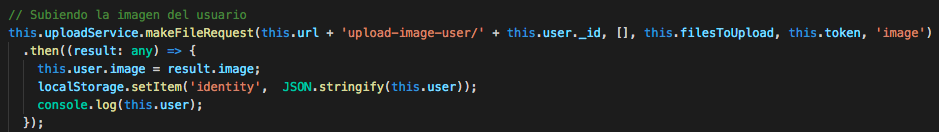 // Subiendo la imagen del usuario
this.uploadService.makeFileRequest(this.url + 'upload-image-user/' + this.user._id, [], this.filesToUpload, this.token, 'image')
.then((result: any) => {
this.user.image = result.image;
localStorage.setItem('identity',  JSON.stringify(this.user));
console.log(this.user);
});